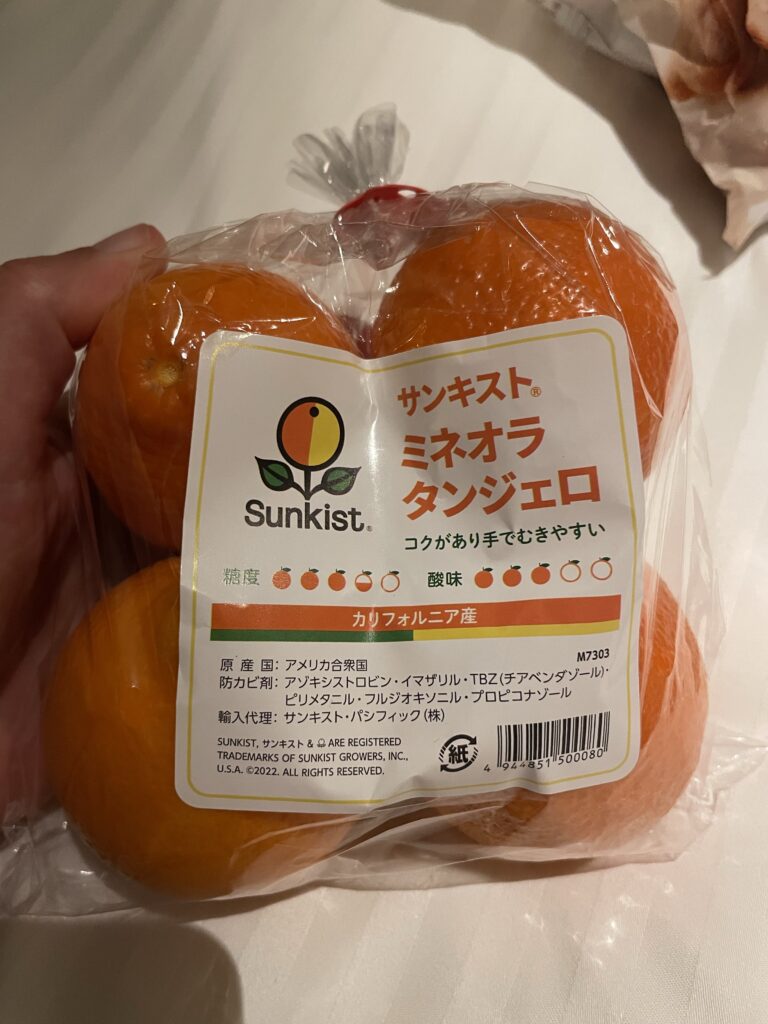 Sunkist®
サンキスト®
ミネオラ
タンジェロ
コクがあり手でむきやすい
糖度
酸味
カリフォルニア産
M7303
原産国：アメリカ合衆国
防カビ剤：アゾキシストロビン・イマザリル・TBZ（チアベンダゾール）・
ピリメタニル・フルジオキソニル・プロピコナゾール
輸入代理：サンキスト・パシフィック（株）
SUNKIST, サンキスト & ARE REGISTERED
TRADEMARKS OF SUNKIST GROWERS, INC.,
U.S.A. ©2022. ALL RIGHTS RESERVED.
紙
4 944851 500080